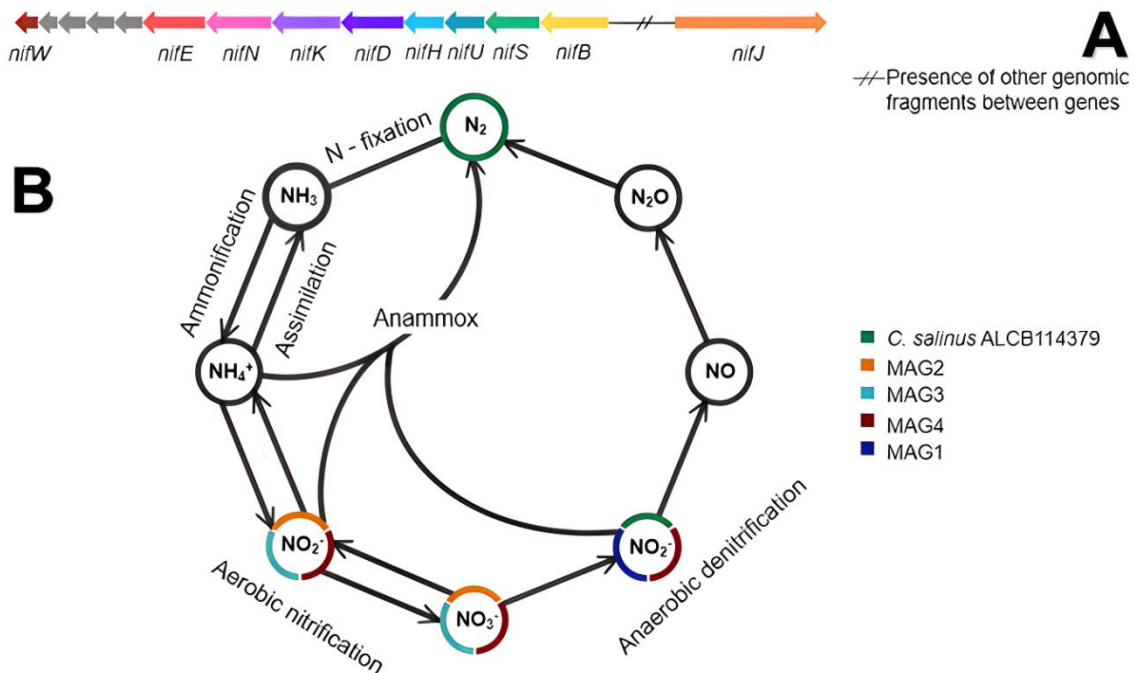 nifW
nifE
nifN
nifK
nifD
nifH
nifU
nifS
nifB
nifJ
A
Presence of other genomic
fragments between genes
B
N - fixation
N₂
NH₃
N₂O
Ammonification
Assimilation
Anammox
NH₄⁺
NO
NO₂⁻
NO₃⁻
NO₂⁻
Aerobic nitrification
Anaerobic denitrification
C. salinus ALCB114379
MAG2
MAG3
MAG4
MAG1